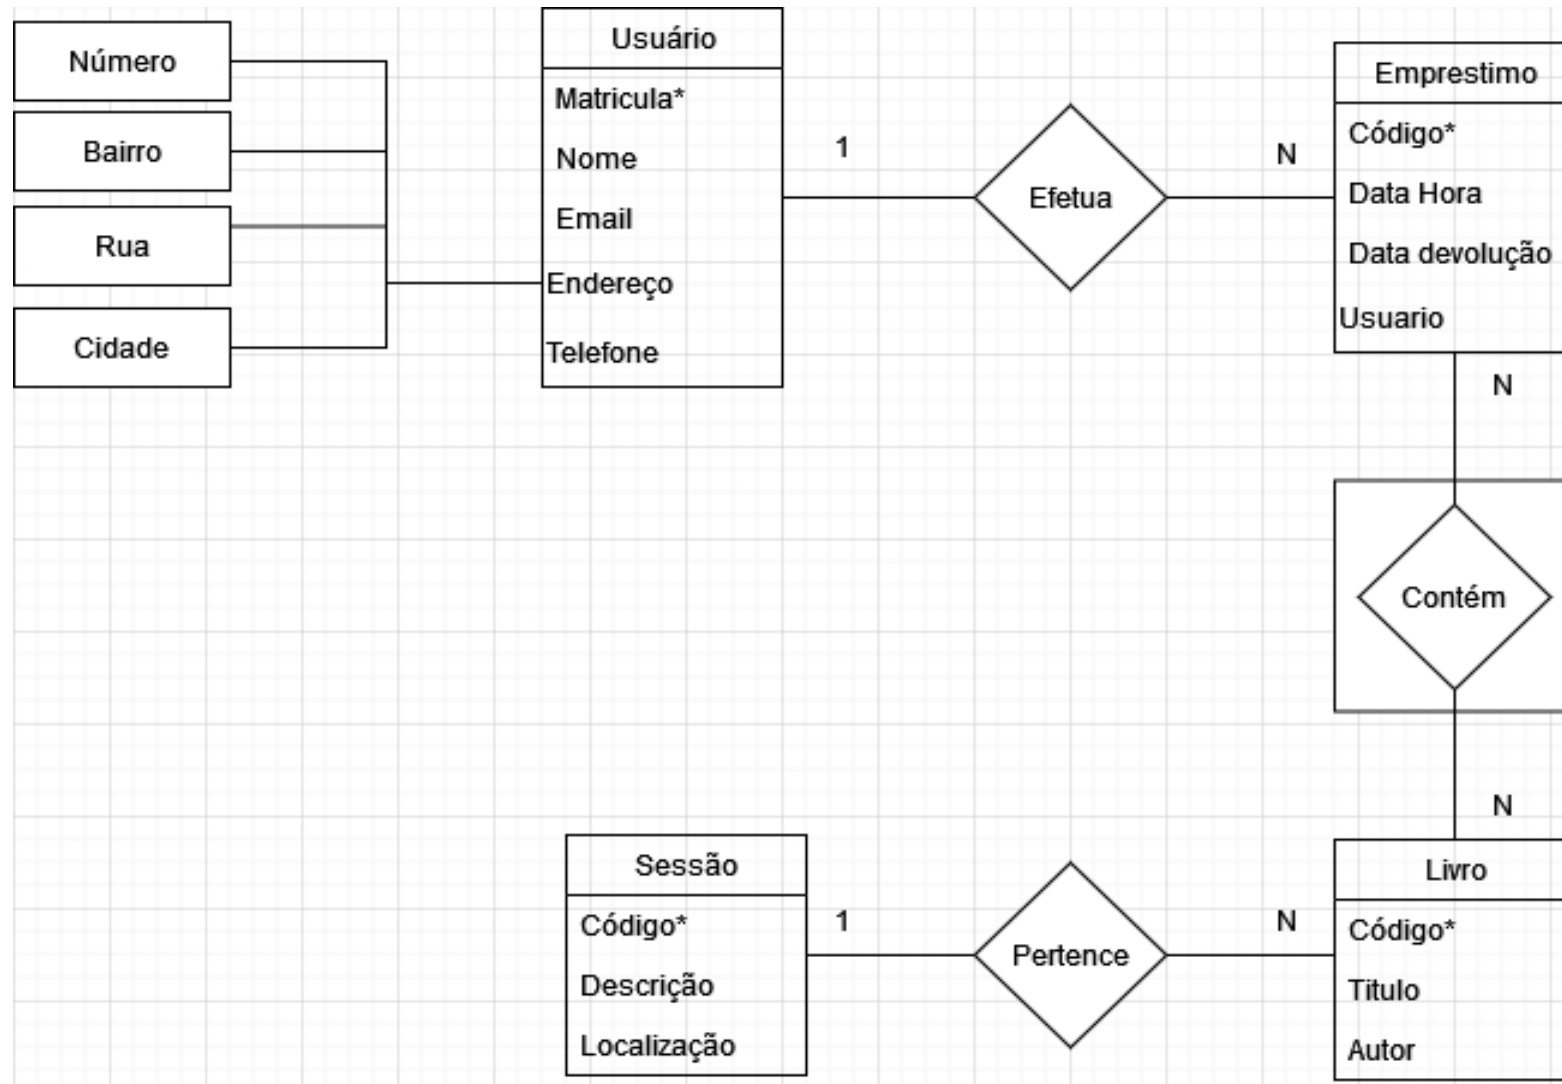 Número
Bairro
Rua
Cidade
Usuário
Matricula*
Nome
Email
Endereço
Telefone
1
Efetua
N
Emprestimo
Código*
Data Hora
Data devolução
Usuario
N
Contém
N
Sessão
Código*
Descrição
Localização
1
Pertence
N
Livro
Código*
Titulo
Autor